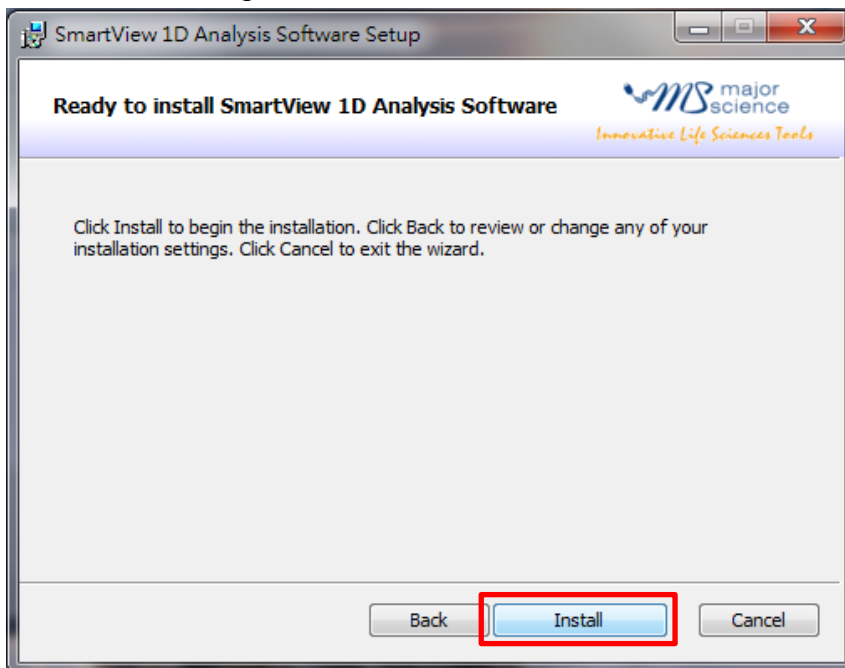 SmartView 1D Analysis Software Setup
Ready to install SmartView 1D Analysis Software
MS major science
Innovative Life Sciences Tools
Click Install to begin the installation. Click Back to review or change any of your
installation settings. Click Cancel to exit the wizard.
Back Install Cancel